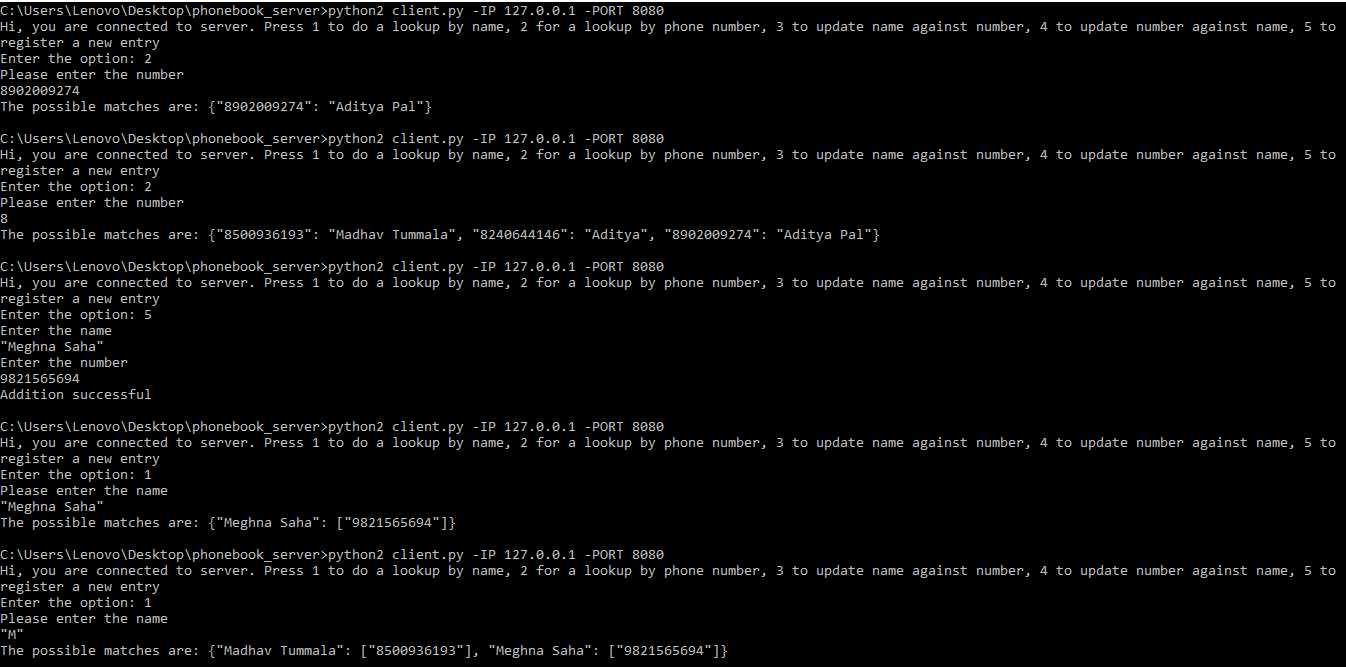 C:\Users\Lenovo\Desktop\phonebook_server>python2 client.py -IP 127.0.0.1 -PORT 8080
Hi, you are connected to server. Press 1 to do a lookup by name, 2 for a lookup by phone number, 3 to update name against number, 4 to update number against name, 5 to
register a new entry
Enter the option: 2
Please enter the number
8902009274
The possible matches are: {"8902009274": "Aditya Pal"}
C:\Users\Lenovo\Desktop\phonebook_server>python2 client.py -IP 127.0.0.1 -PORT 8080
Hi, you are connected to server. Press 1 to do a lookup by name, 2 for a lookup by phone number, 3 to update name against number, 4 to update number against name, 5 to
register a new entry
Enter the option: 2
Please enter the number
8
The possible matches are: {"8500936193": "Madhav Tummala", "8240644146": "Aditya", "8902009274": "Aditya Pal"}
C:\Users\Lenovo\Desktop\phonebook_server>python2 client.py -IP 127.0.0.1 -PORT 8080
Hi, you are connected to server. Press 1 to do a lookup by name, 2 for a lookup by phone number, 3 to update name against number, 4 to update number against name, 5 to
register a new entry
Enter the option: 5
Enter the name
"Meghna Saha"
Enter the number
9821565694
Addition successful
C:\Users\Lenovo\Desktop\phonebook_server>python2 client.py -IP 127.0.0.1 -PORT 8080
Hi, you are connected to server. Press 1 to do a lookup by name, 2 for a lookup by phone number, 3 to update name against number, 4 to update number against name, 5 to
register a new entry
Enter the option: 1
Please enter the name
"Meghna Saha"
The possible matches are: {"Meghna Saha": ["9821565694"]}
C:\Users\Lenovo\Desktop\phonebook_server>python2 client.py -IP 127.0.0.1 -PORT 8080
Hi, you are connected to server. Press 1 to do a lookup by name, 2 for a lookup by phone number, 3 to update name against number, 4 to update number against name, 5 to
register a new entry
Enter the option: 1
Please enter the name
"M"
The possible matches are: {"Madhav Tummala": ["8500936193"], "Meghna Saha": ["9821565694"]}